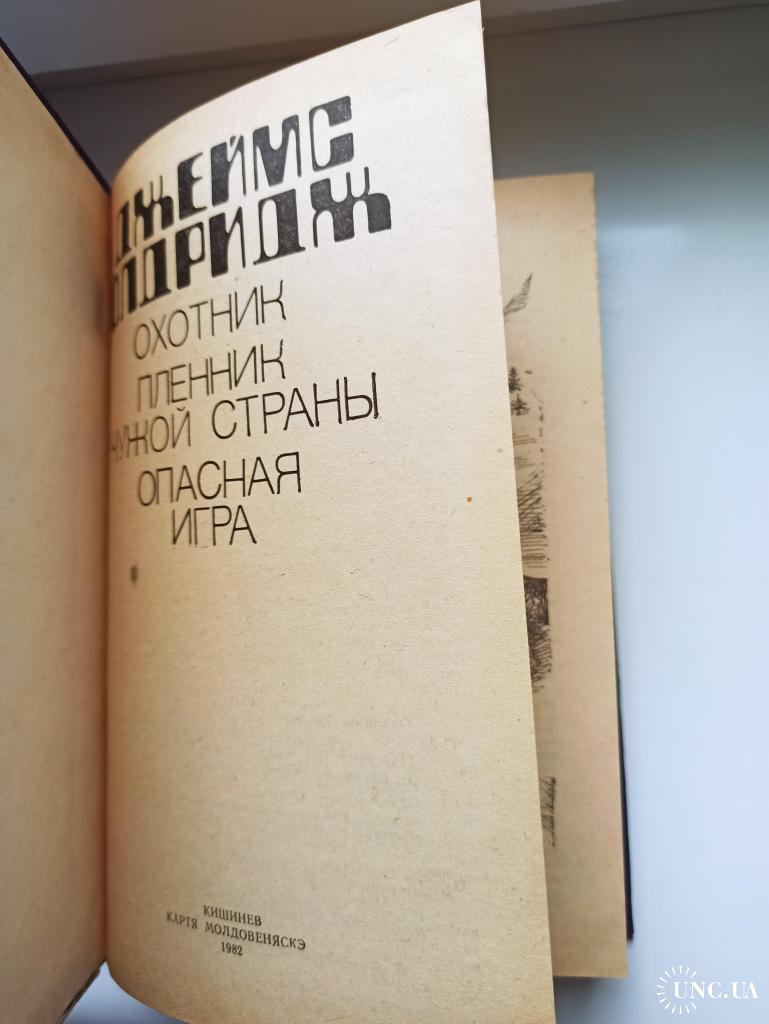 ДЖЕЙМС
ОЛДРИДЖ
ОХОТНИК
ПЛЕННИК
ЧУЖОЙ СТРАНЫ
ОПАСНАЯ
ИГРА
КИШИНЕВ
КАРТЯ МОЛДОВЕНЯСКЭ
1982
UNC.UA